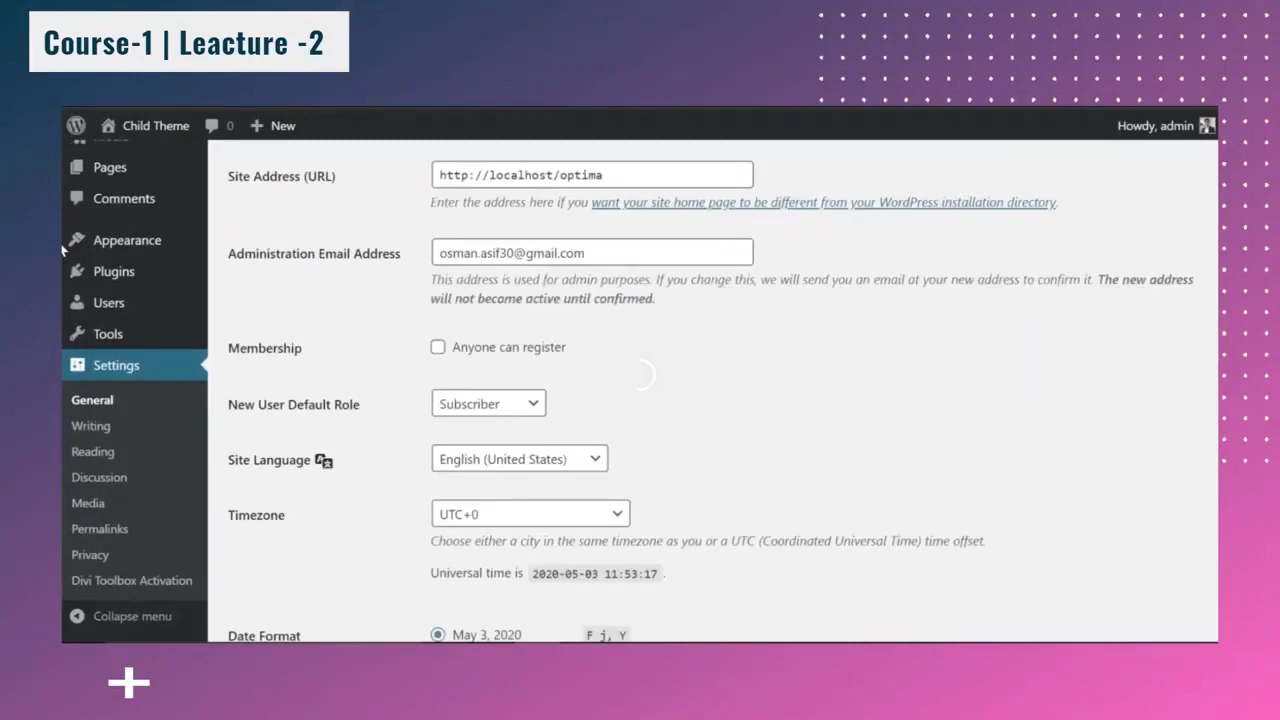 Course-1 | Leacture -2
Child Theme 0 New Howdy, admin
Pages
Comments
Appearance
Plugins
Users
Tools
Settings
General
Writing
Reading
Discussion
Media
Permalinks
Privacy
Divi Toolbox Activation
Collapse menu
Site Address (URL) http://localhost/optima
Enter the address here if you want your site home page to be different from your WordPress installation directory.
Administration Email Address osman.asif30@gmail.com
This address is used for admin purposes. If you change this, we will send you an email at your new address to confirm it. The new address
will not become active until confirmed.
Membership Anyone can register
New User Default Role Subscriber
Site Language English (United States)
Timezone UTC+0
Choose either a city in the same timezone as you or a UTC (Coordinated Universal Time) time offset.
Universal time is 2020-05-03 11:53:17 .
Date Format May 3, 2020 F j, Y